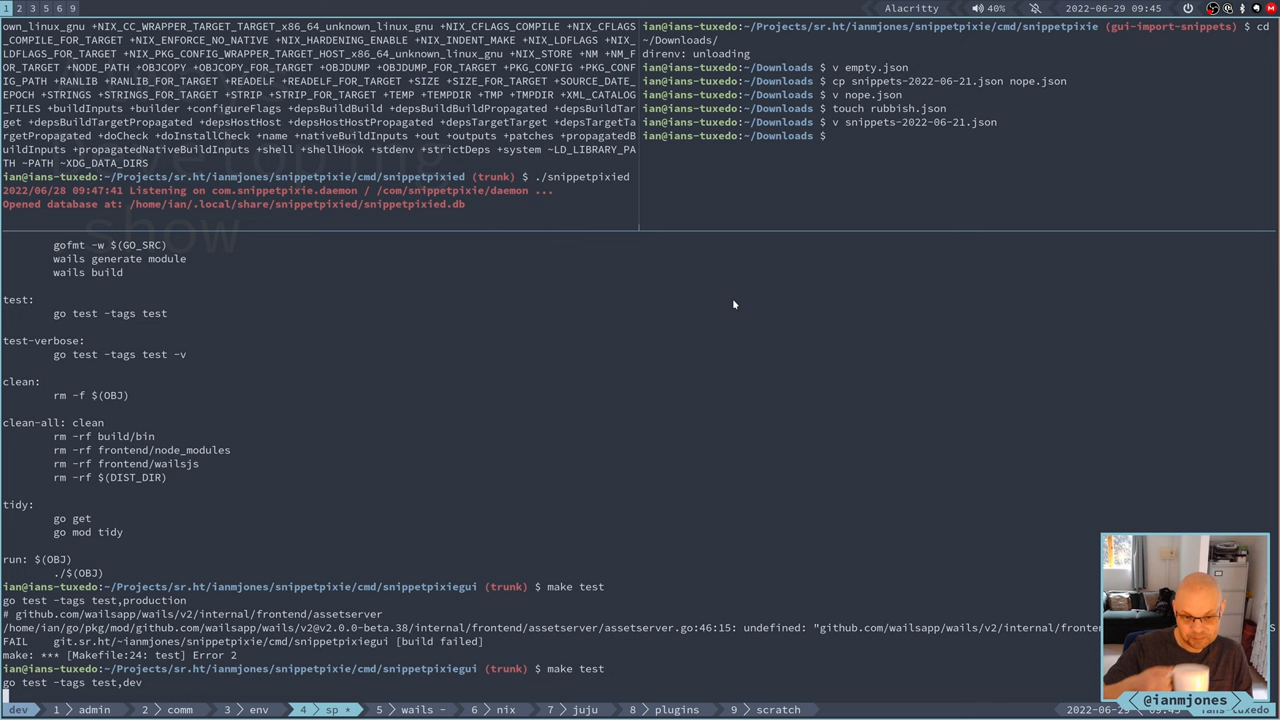 1 2 3 5 6 9
Alacritty 40% 2022-06-29 09:45
own_linux_gnu +NIX_CC_WRAPPER_TARGET_TARGET_x86_64_unknown_linux_gnu +NIX_CFLAGS_COMPILE +NIX_CFLAGS
_COMPILE_FOR_TARGET +NIX_ENFORCE_NO_NATIVE +NIX_HARDENING_ENABLE +NIX_INDENT_MAKE +NIX_LDFLAGS +NIX_
LDFLAGS_FOR_TARGET +NIX_PKG_CONFIG_WRAPPER_TARGET_HOST_x86_64_unknown_linux_gnu +NIX_STORE +NM +NM_F
OR_TARGET +NODE_PATH +OBJCOPY +OBJCOPY_FOR_TARGET +OBJDUMP +OBJDUMP_FOR_TARGET +PKG_CONFIG +PKG_CONF
IG_PATH +RANLIB +RANLIB_FOR_TARGET +READELF +READELF_FOR_TARGET +SIZE +SIZE_FOR_TARGET +SOURCE_DATE_
EPOCH +STRINGS +STRINGS_FOR_TARGET +STRIP +STRIP_FOR_TARGET +TEMP +TEMPDIR +TMP +TMPDIR +XML_CATALOG
_FILES +buildInputs +builder +configureFlags +depsBuildBuild +depsBuildBuildPropagated +depsBuildTar
get +depsBuildTargetPropagated +depsHostHost +depsHostHostPropagated +depsTargetTarget +depsTargetTa
rgetPropagated +doCheck +doInstallCheck +name +nativeBuildInputs +out +outputs +patches +propagatedB
uildInputs +propagatedNativeBuildInputs +shell +shellHook +stdenv +strictDeps +system ~LD_LIBRARY_PA
TH ~PATH ~XDG_DATA_DIRS
ian@ians-tuxedo:~/Projects/sr.ht/ianmjones/snippetpixie/cmd/snippetpixied (trunk) $ ./snippetpixied
2022/06/28 09:47:41 Listening on com.snippetpixie.daemon / /com/snippetpixie/daemon ...
Opened database at: /home/ian/.local/share/snippetpixied/snippetpixied.db
show
ian@ians-tuxedo:~/Projects/sr.ht/ianmjones/snippetpixie/cmd/snippetpixie (gui-import-snippets) $ cd
~/Downloads/
direnv: unloading
ian@ians-tuxedo:~/Downloads $ v empty.json
ian@ians-tuxedo:~/Downloads $ cp snippets-2022-06-21.json nope.json
ian@ians-tuxedo:~/Downloads $ v nope.json
ian@ians-tuxedo:~/Downloads $ touch rubbish.json
ian@ians-tuxedo:~/Downloads $ v snippets-2022-06-21.json
ian@ians-tuxedo:~/Downloads $
gofmt -w $(GO_SRC)
wails generate module
wails build
test:
go test -tags test
test-verbose:
go test -tags test -v
clean:
rm -f $(OBJ)
clean-all: clean
rm -rf build/bin
rm -rf frontend/node_modules
rm -rf frontend/wailsjs
rm -rf $(DIST_DIR)
tidy:
go get
go mod tidy
run: $(OBJ)
./$(OBJ)
ian@ians-tuxedo:~/Projects/sr.ht/ianmjones/snippetpixie/cmd/snippetpixiegui (trunk) $ make test
go test -tags test,production
# github.com/wailsapp/wails/v2/internal/frontend/assetserver
/home/ian/go/pkg/mod/github.com/wailsapp/wails/v2@v2.0.0-beta.38/internal/frontend/assetserver/assetserver.go:46:15: undefined: "github.com/wailsapp/wails/v2/internal/fronte
FAIL git.sr.ht/~ianmjones/snippetpixie/cmd/snippetpixiegui [build failed]
make: *** [Makefile:24: test] Error 2
ian@ians-tuxedo:~/Projects/sr.ht/ianmjones/snippetpixie/cmd/snippetpixiegui (trunk) $ make test
go test -tags test,dev
@ianmjones
dev 1 admin 2 comm 3 env 4 sp * 5 wails - 6 nix 7 juju 8 plugins 9 scratch 2022-06-29